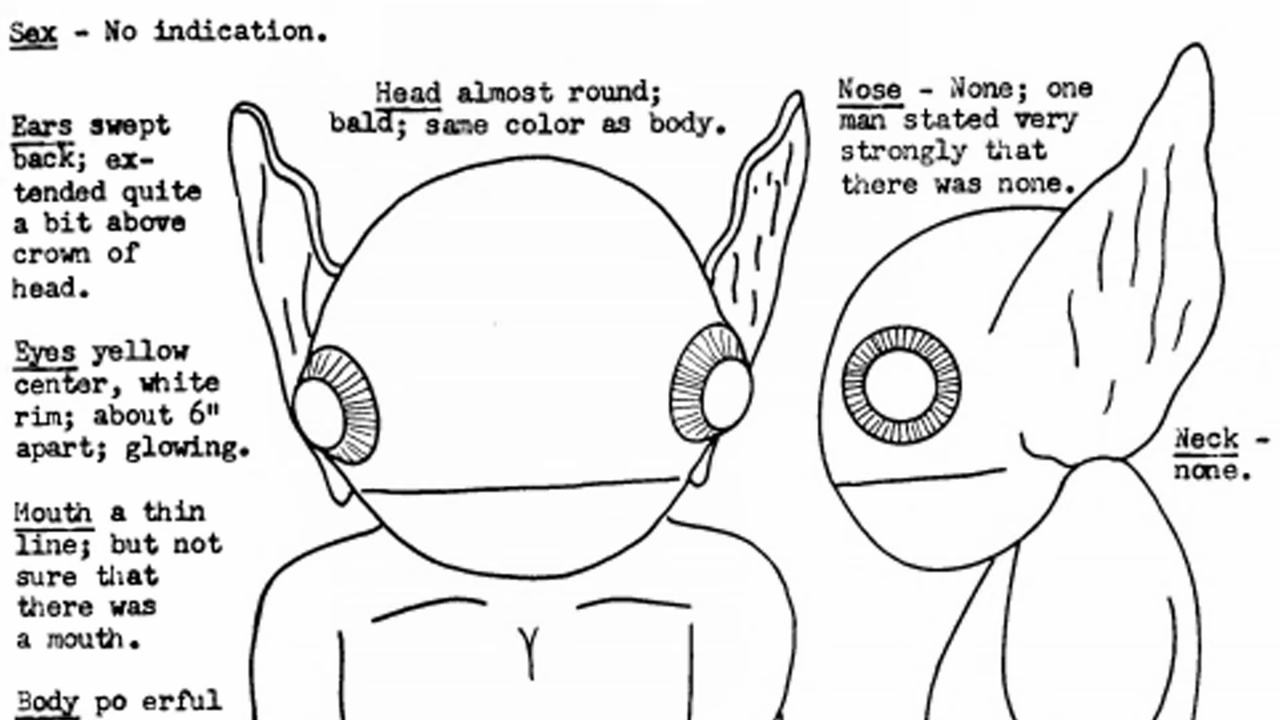 Sex - No indication.
Head almost round;
bald; same color as body.
Nose - None; one
man stated very
strongly that
there was none.
Ears swept
back; ex-
tended quite
a bit above
crown of
head.
Eyes yellow
center, white
rim; about 6"
apart; glowing.
Neck -
none.
Mouth a thin
line; but not
sure that
there was
a mouth.
Body po erful